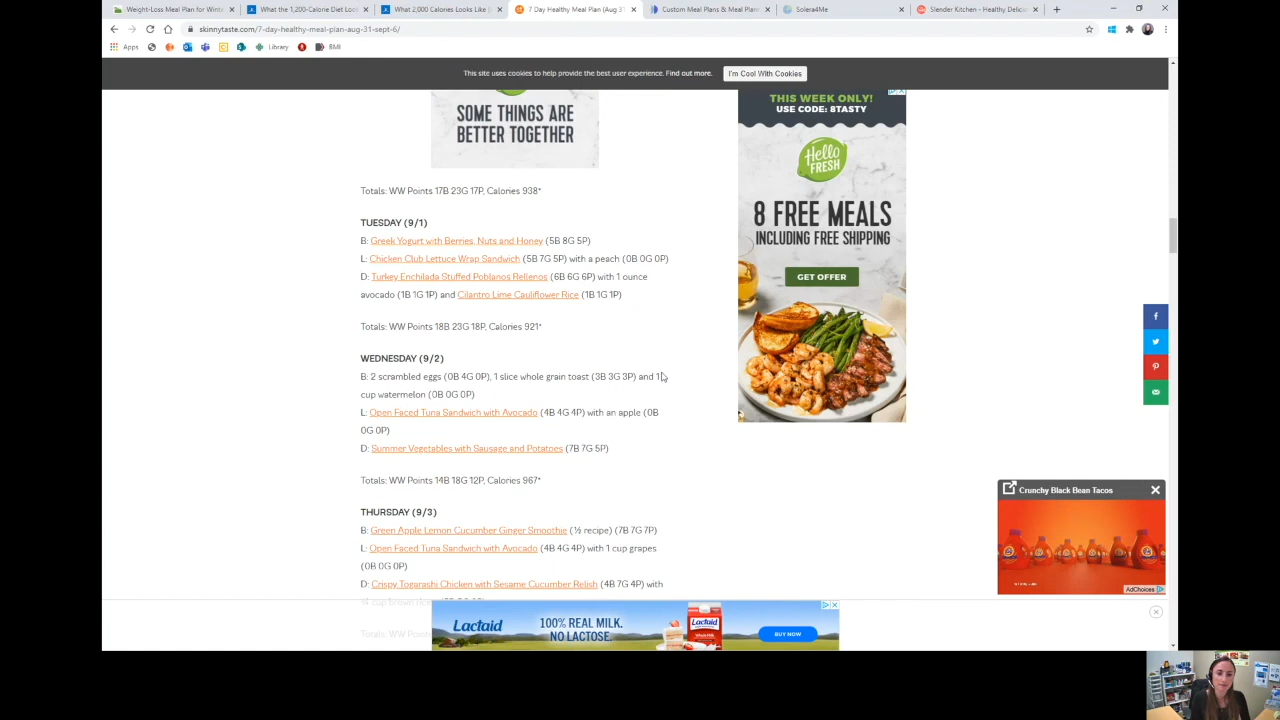 Weight-Loss Meal Plan for Winte
What the 1,200-Calorie Diet Loo
What 2,000 Calories Looks Like [
7 Day Healthy Meal Plan (Aug 31
Custom Meal Plans & Meal Plan
Solera4Me
Slender Kitchen - Healthy Delicio
skinnytaste.com/7-day-healthy-meal-plan-aug-31-sept-6/
Apps
Library
BMI
This site uses cookies to help provide the best user experience. Find out more.
I'm Cool With Cookies
SOME THINGS ARE
BETTER TOGETHER
Totals: WW Points 17B 23G 17P, Calories 938*
TUESDAY (9/1)
B: Greek Yogurt with Berries, Nuts and Honey (5B 8G 5P)
L: Chicken Club Lettuce Wrap Sandwich (5B 7G 5P) with a peach (0B 0G 0P)
D: Turkey Enchilada Stuffed Poblanos Rellenos (6B 6G 6P) with 1 ounce
avocado (1B 1G 1P) and Cilantro Lime Cauliflower Rice (1B 1G 1P)
Totals: WW Points 18B 23G 18P, Calories 921*
WEDNESDAY (9/2)
B: 2 scrambled eggs (0B 4G 0P), 1 slice whole grain toast (3B 3G 3P) and 1
cup watermelon (0B 0G 0P)
L: Open Faced Tuna Sandwich with Avocado (4B 4G 4P) with an apple (0B
0G 0P)
D: Summer Vegetables with Sausage and Potatoes (7B 7G 5P)
Totals: WW Points 14B 18G 12P, Calories 967*
THURSDAY (9/3)
B: Green Apple Lemon Cucumber Ginger Smoothie (½ recipe) (7B 7G 7P)
L: Open Faced Tuna Sandwich with Avocado (4B 4G 4P) with 1 cup grapes
(0B 0G 0P)
D: Crispy Togarashi Chicken with Sesame Cucumber Relish (4B 7G 4P) with
¾ cup brown rice
Totals: WW Points
THIS WEEK ONLY!
USE CODE: 8TASTY
Hello
FRESH
8 FREE MEALS
INCLUDING FREE SHIPPING
GET OFFER
Crunchy Black Bean Tacos
AdChoices
Lactaid
100% REAL MILK.
NO LACTOSE.
Lactaid
BUY NOW